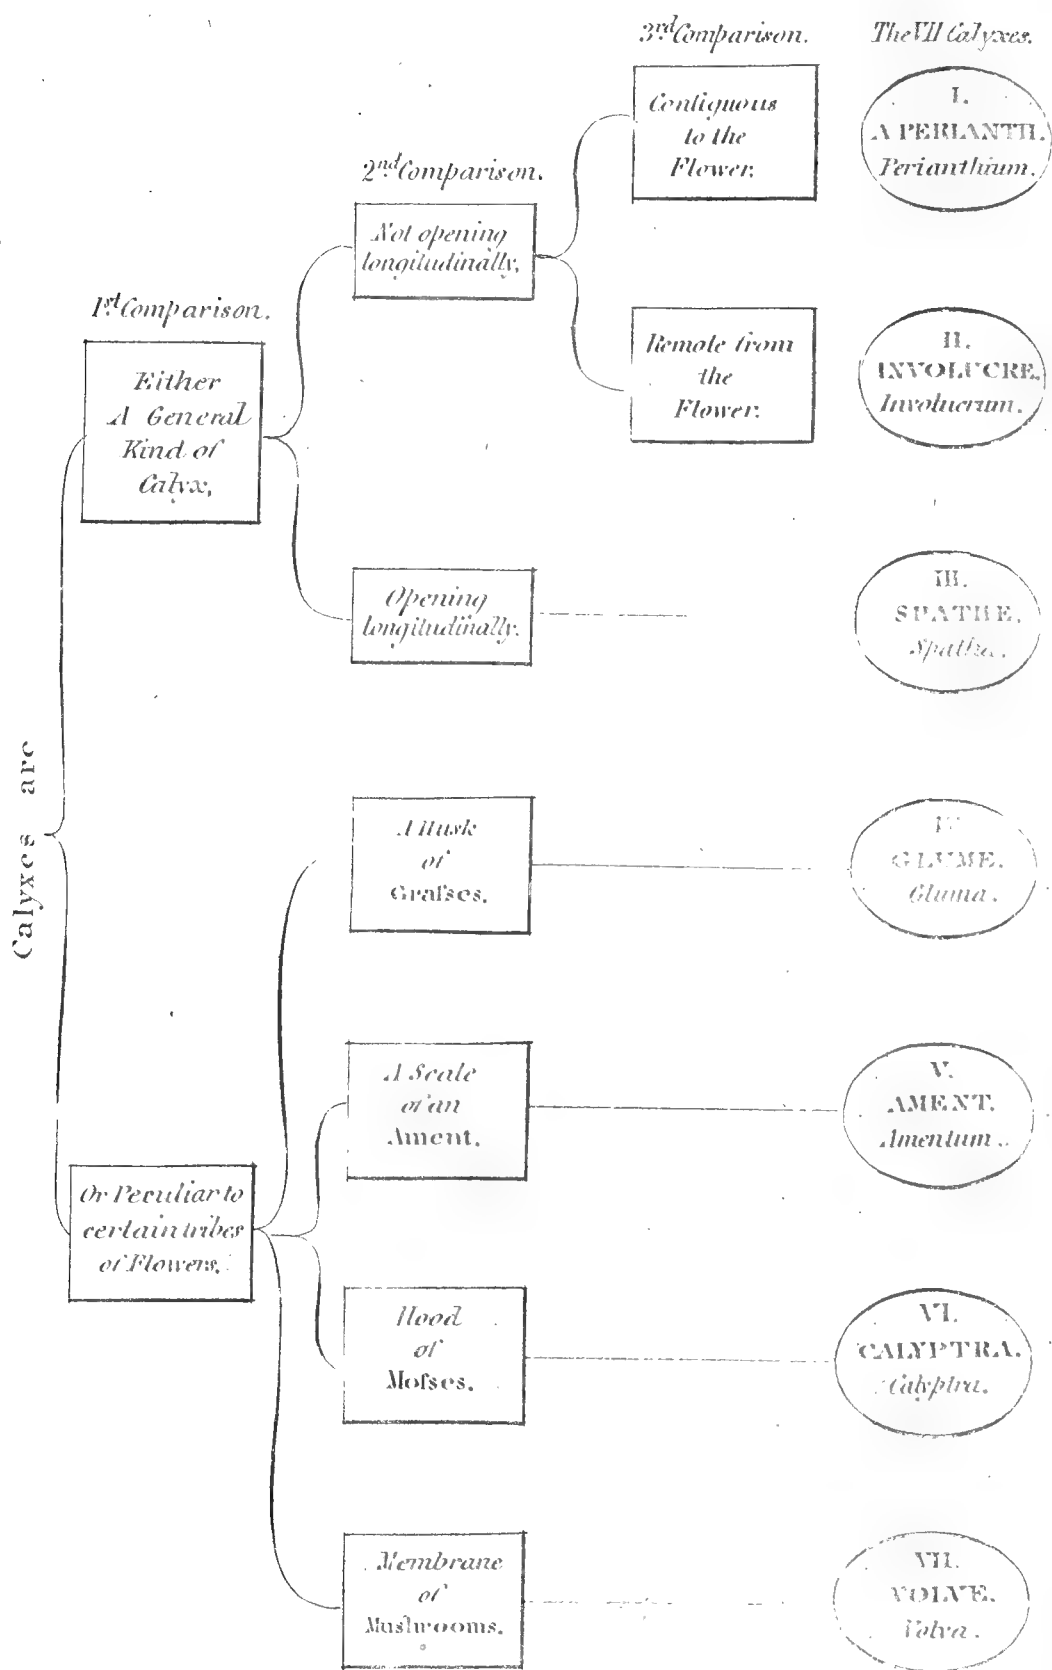 3rd Comparison.
The VII Calyxes.
Contiguous
to the
Flower.
I.
A PERIANTH.
Perianthium.
2nd Comparison.
Not opening
longitudinally,
1st Comparison.
Either
A General
Kind of
Calyx,
Remote from
the
Flower.
II.
INVOLUCRE.
Involucrum.
Opening
longitudinally.
III.
SPATHE.
Spatha.
Calyxes are
A Husk
of
Graſses.
IV
GLUME.
Gluma.
A Scale
of an
Ament.
V.
AMENT.
Amentum.
Or Peculiar to
certain tribes
of Flowers,
Hood
of
Moſses.
VI.
CALYPTRA.
Calyptra.
Membrane
of
Mushrooms.
VII.
VOLVE.
Volva.